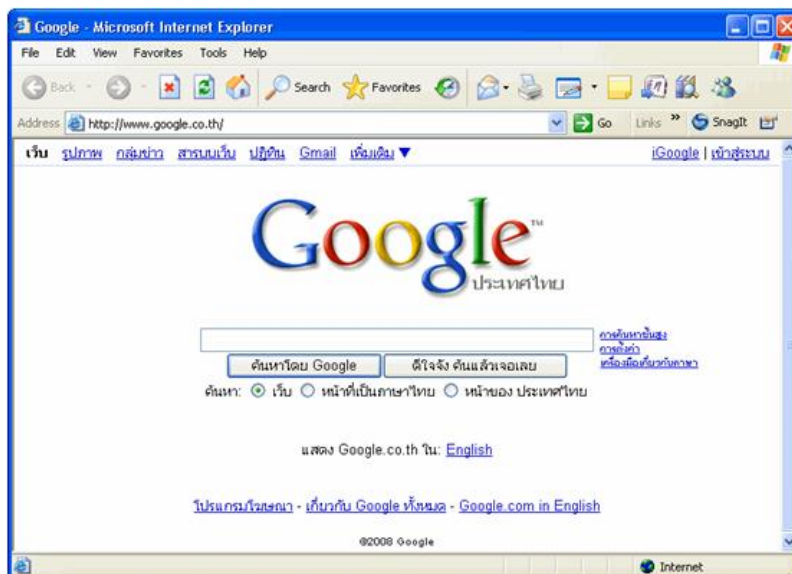 Google - Microsoft Internet Explorer
File Edit View Favorites Tools Help
Back Search Favorites
Address http://www.google.co.th/ Go Links » SnagIt
เว็บ รูปภาพ กลุ่มข่าว สารบบเว็บ ปฏิทิน Gmail เพิ่มเติม ▼ iGoogle | เข้าสู่ระบบ
Google™
ประเทศไทย
การค้นหาขั้นสูง
การตั้งค่า
เครื่องมือเกี่ยวกับภาษา
ค้นหาโดย Google ดีใจจัง ค้นแล้วเจอเลย
ค้นหา: เว็บ หน้าที่เป็นภาษาไทย หน้าของ ประเทศไทย
แสดง Google.co.th ใน: English
โปรแกรมโฆษณา - เกี่ยวกับ Google ทั้งหมด - Google.com in English
©2008 Google
Internet